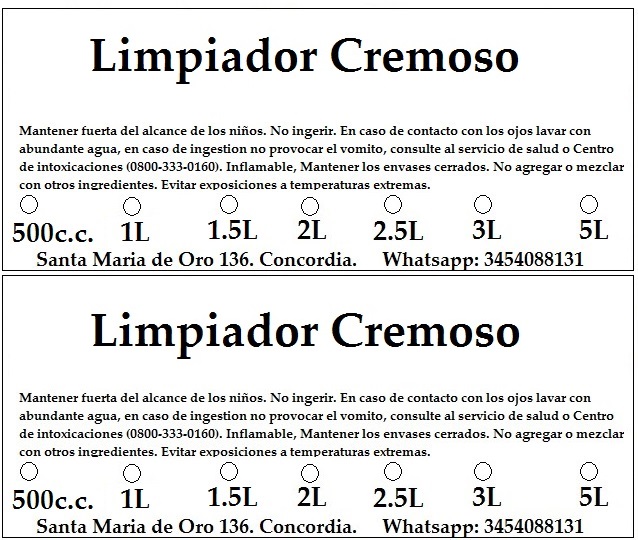 Limpiador Cremoso
Mantener fuerta del alcance de los niños. No ingerir. En caso de contacto con los ojos lavar con
abundante agua, en caso de ingestion no provocar el vomito, consulte al servicio de salud o Centro
de intoxicaciones (0800-333-0160). Inflamable, Mantener los envases cerrados. No agregar o mezclar
con otros ingredientes. Evitar exposiciones a temperaturas extremas.
500c.c. 1L 1.5L 2L 2.5L 3L 5L
Santa Maria de Oro 136. Concordia. Whatsapp: 3454088131
Limpiador Cremoso
Mantener fuerta del alcance de los niños. No ingerir. En caso de contacto con los ojos lavar con
abundante agua, en caso de ingestion no provocar el vomito, consulte al servicio de salud o Centro
de intoxicaciones (0800-333-0160). Inflamable, Mantener los envases cerrados. No agregar o mezclar
con otros ingredientes. Evitar exposiciones a temperaturas extremas.
500c.c. 1L 1.5L 2L 2.5L 3L 5L
Santa Maria de Oro 136. Concordia. Whatsapp: 3454088131